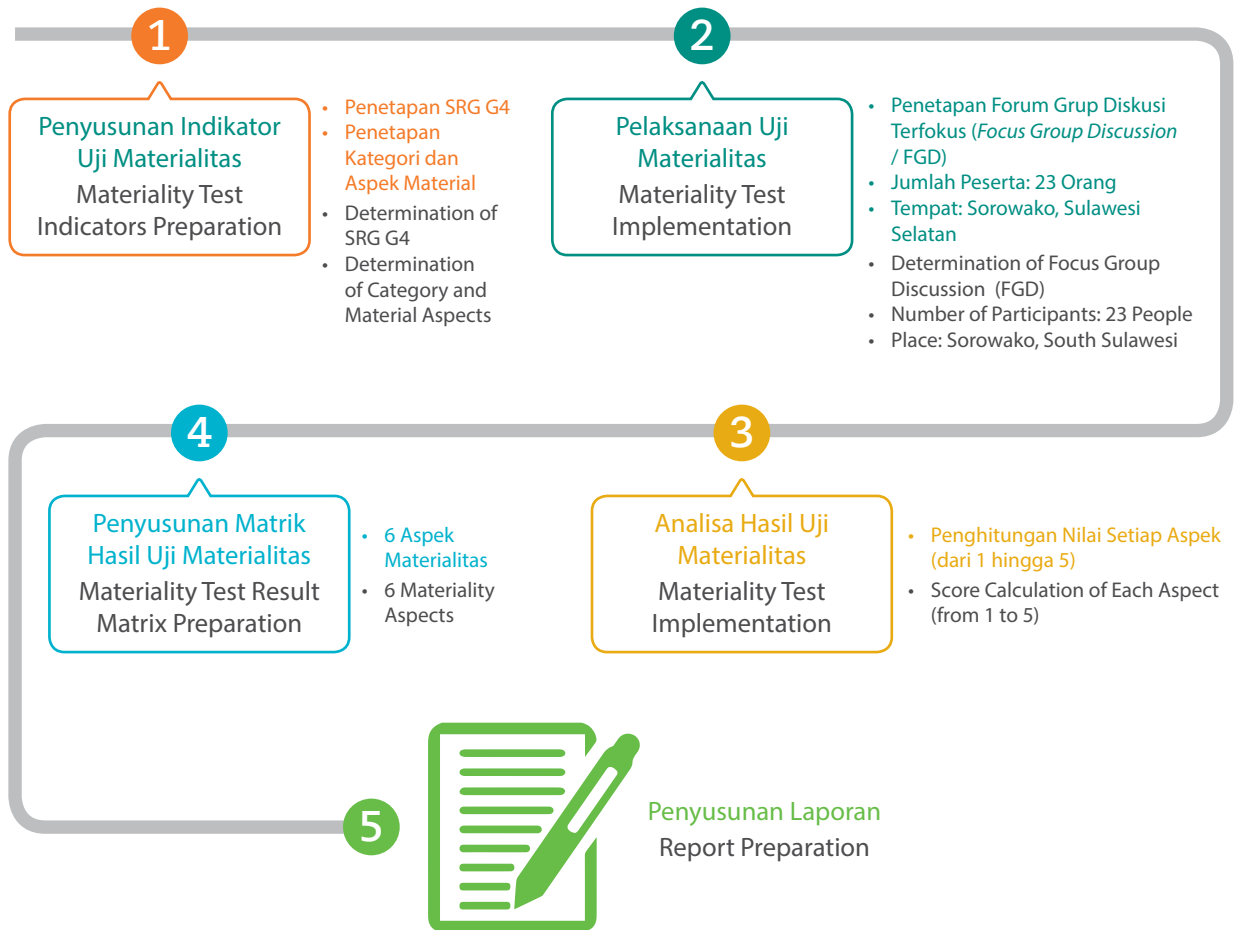 1
Penyusunan Indikator
Uji Materialitas
Materiality Test
Indicators Preparation
• Penetapan SRG G4
• Penetapan
Kategori dan
Aspek Material
• Determination of
SRG G4
• Determination
of Category and
Material Aspects
2
Pelaksanaan Uji
Materialitas
Materiality Test
Implementation
• Penetapan Forum Grup Diskusi
Terfokus (Focus Group Discussion
/ FGD)
• Jumlah Peserta: 23 Orang
• Tempat: Sorowako, Sulawesi
Selatan
• Determination of Focus Group
Discussion (FGD)
• Number of Participants: 23 People
• Place: Sorowako, South Sulawesi
3
Analisa Hasil Uji
Materialitas
Materiality Test
Implementation
• Penghitungan Nilai Setiap Aspek
(dari 1 hingga 5)
• Score Calculation of Each Aspect
(from 1 to 5)
4
Penyusunan Matrik
Hasil Uji Materialitas
Materiality Test Result
Matrix Preparation
• 6 Aspek
Materialitas
• 6 Materiality
Aspects
5
Penyusunan Laporan
Report Preparation